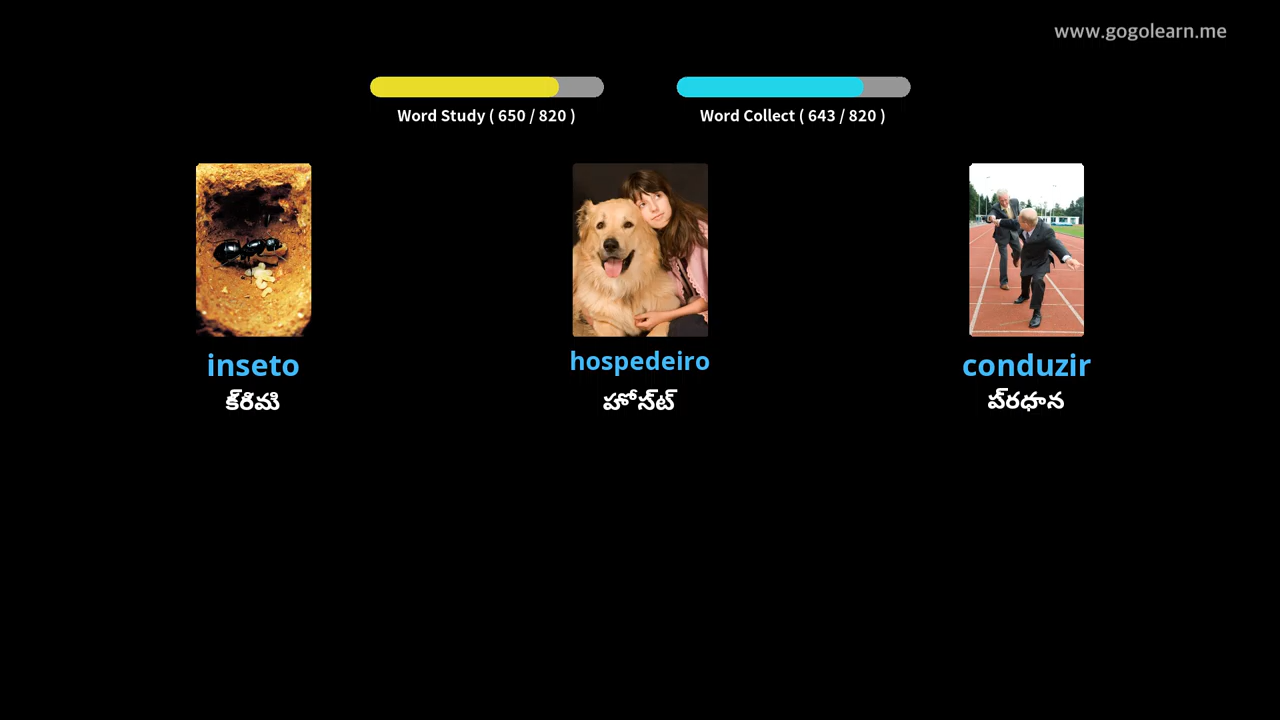 www.gogolearn.me
Word Study ( 650 / 820 )
Word Collect ( 643 / 820 )
inseto
hospedeiro
conduzir
క్‌రిమి
హోస్‌ట్
ప్‌రధాన